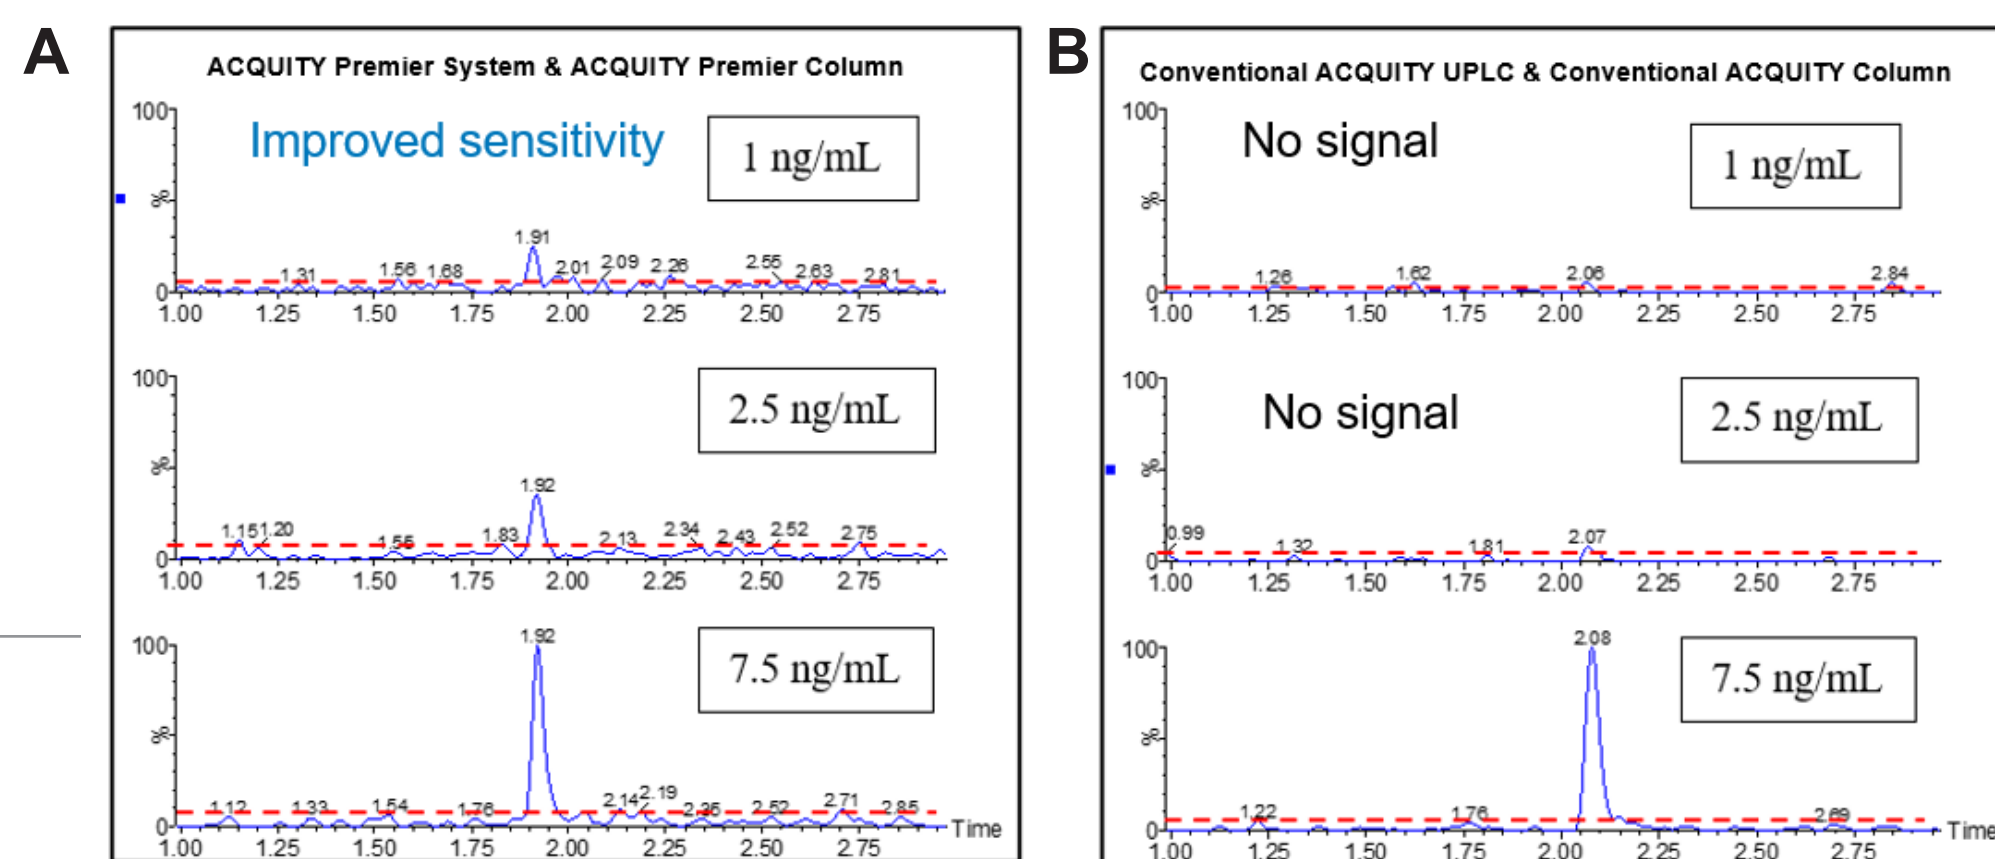 A
ACQUITY Premier System & ACQUITY Premier Column
100
Improved sensitivity
1 ng/mL
%
1.91
1.31
1.56
1.68
2.01
2.09
2.26
2.55
2.63
2.81
0
1.00 1.25 1.50 1.75 2.00 2.25 2.50 2.75
100
2.5 ng/mL
%
1.92
1.15
1.20
1.55
1.83
2.13
2.34
2.43
2.52
2.75
0
1.00 1.25 1.50 1.75 2.00 2.25 2.50 2.75
100
1.92
7.5 ng/mL
%
1.12
1.33
1.54
1.76
2.14
2.19
2.35
2.52
2.71
2.85
0
Time
1.00 1.25 1.50 1.75 2.00 2.25 2.50 2.75
B
Conventional ACQUITY UPLC & Conventional ACQUITY Column
100
No signal
1 ng/mL
%
1.26
1.62
2.06
2.84
0
1.00 1.25 1.50 1.75 2.00 2.25 2.50 2.75
100
No signal
2.5 ng/mL
%
0.99
1.32
1.81
2.07
0
1.00 1.25 1.50 1.75 2.00 2.25 2.50 2.75
100
2.08
7.5 ng/mL
%
1.22
1.76
2.69
0
Time
1.00 1.25 1.50 1.75 2.00 2.25 2.50 2.75